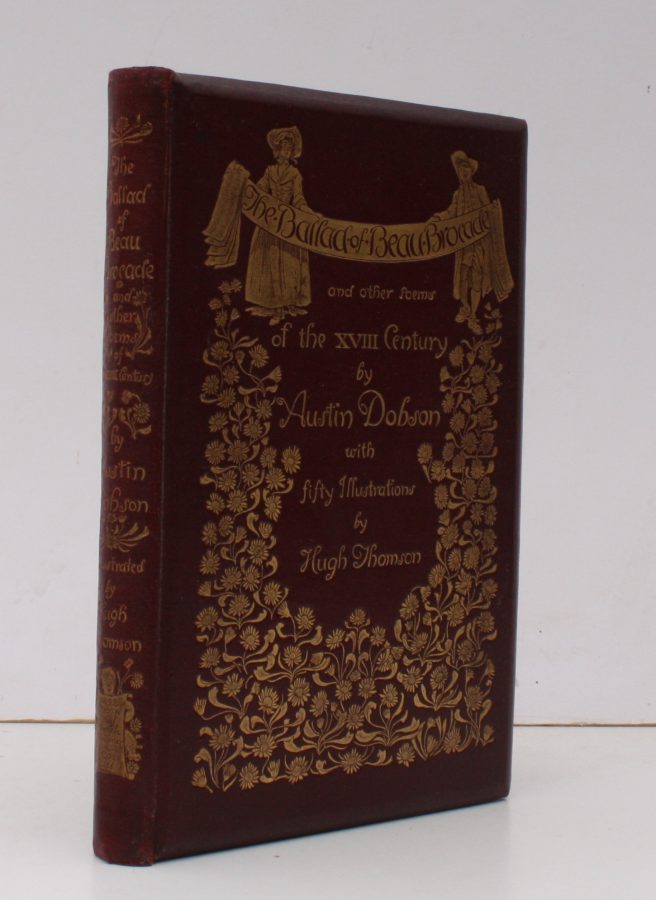 The
Ballad
of
Beau
Brocade
and
other
Poems
of
Century
by
Austin
Dobson
Illustrated
by
Hugh
Thomson
The·Ballad·of·Beau·Brocade
and other Poems
of the XVIII Century
by
Austin Dobson
with
fifty Illustrations
by
Hugh Thomson